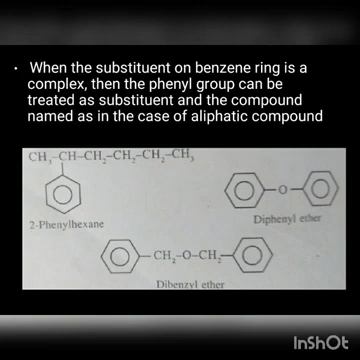 • When the substituent on benzene ring is a
complex, then the phenyl group can be
treated as substituent and the compound
named as in the case of aliphatic compound
CH₃–CH–CH₂–CH₂–CH₂–CH₃
–O–
2-Phenylhexane
Diphenyl ether
–CH₂–O–CH₂–
Dibenzyl ether
InShOt